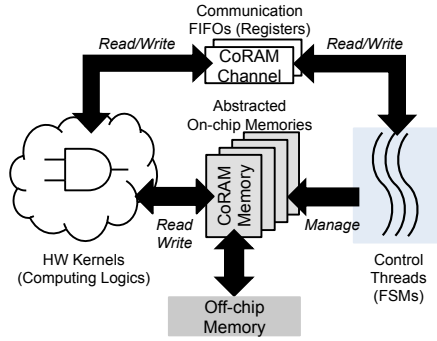 Communication
FIFOs (Registers)
Read/Write
Read/Write
CoRAM
Channel
Abstracted
On-chip Memories
CoRAM
Memory
Read
Write
Manage
HW Kernels
(Computing Logics)
Control
Threads
(FSMs)
Off-chip
Memory